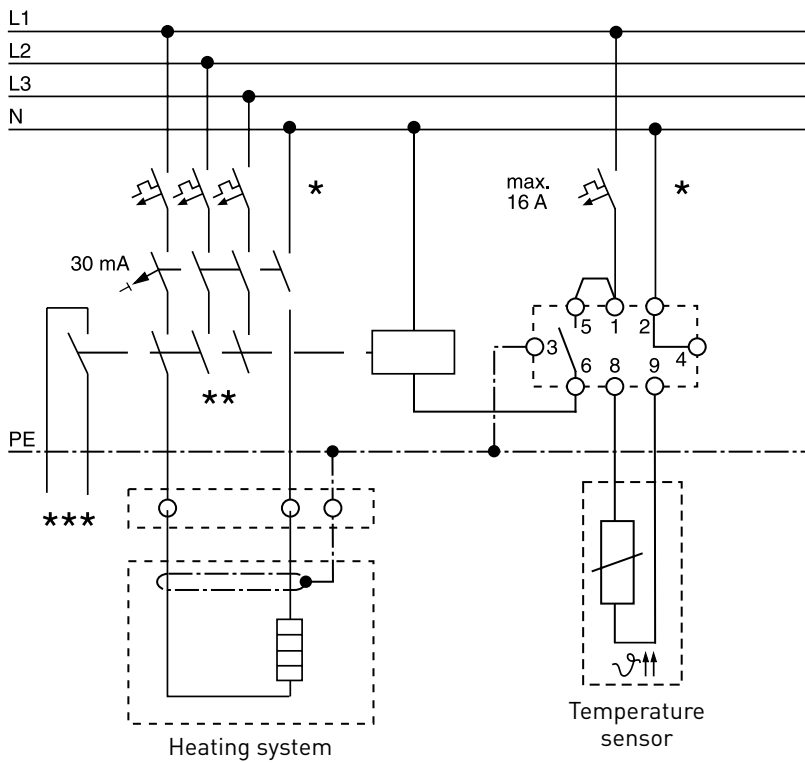 L1
L2
L3
N
*
max.
16 A
*
30 mA
5 1 2
3
4
6 8 9
**
PE
***
ϑ
Heating system
Temperature
sensor